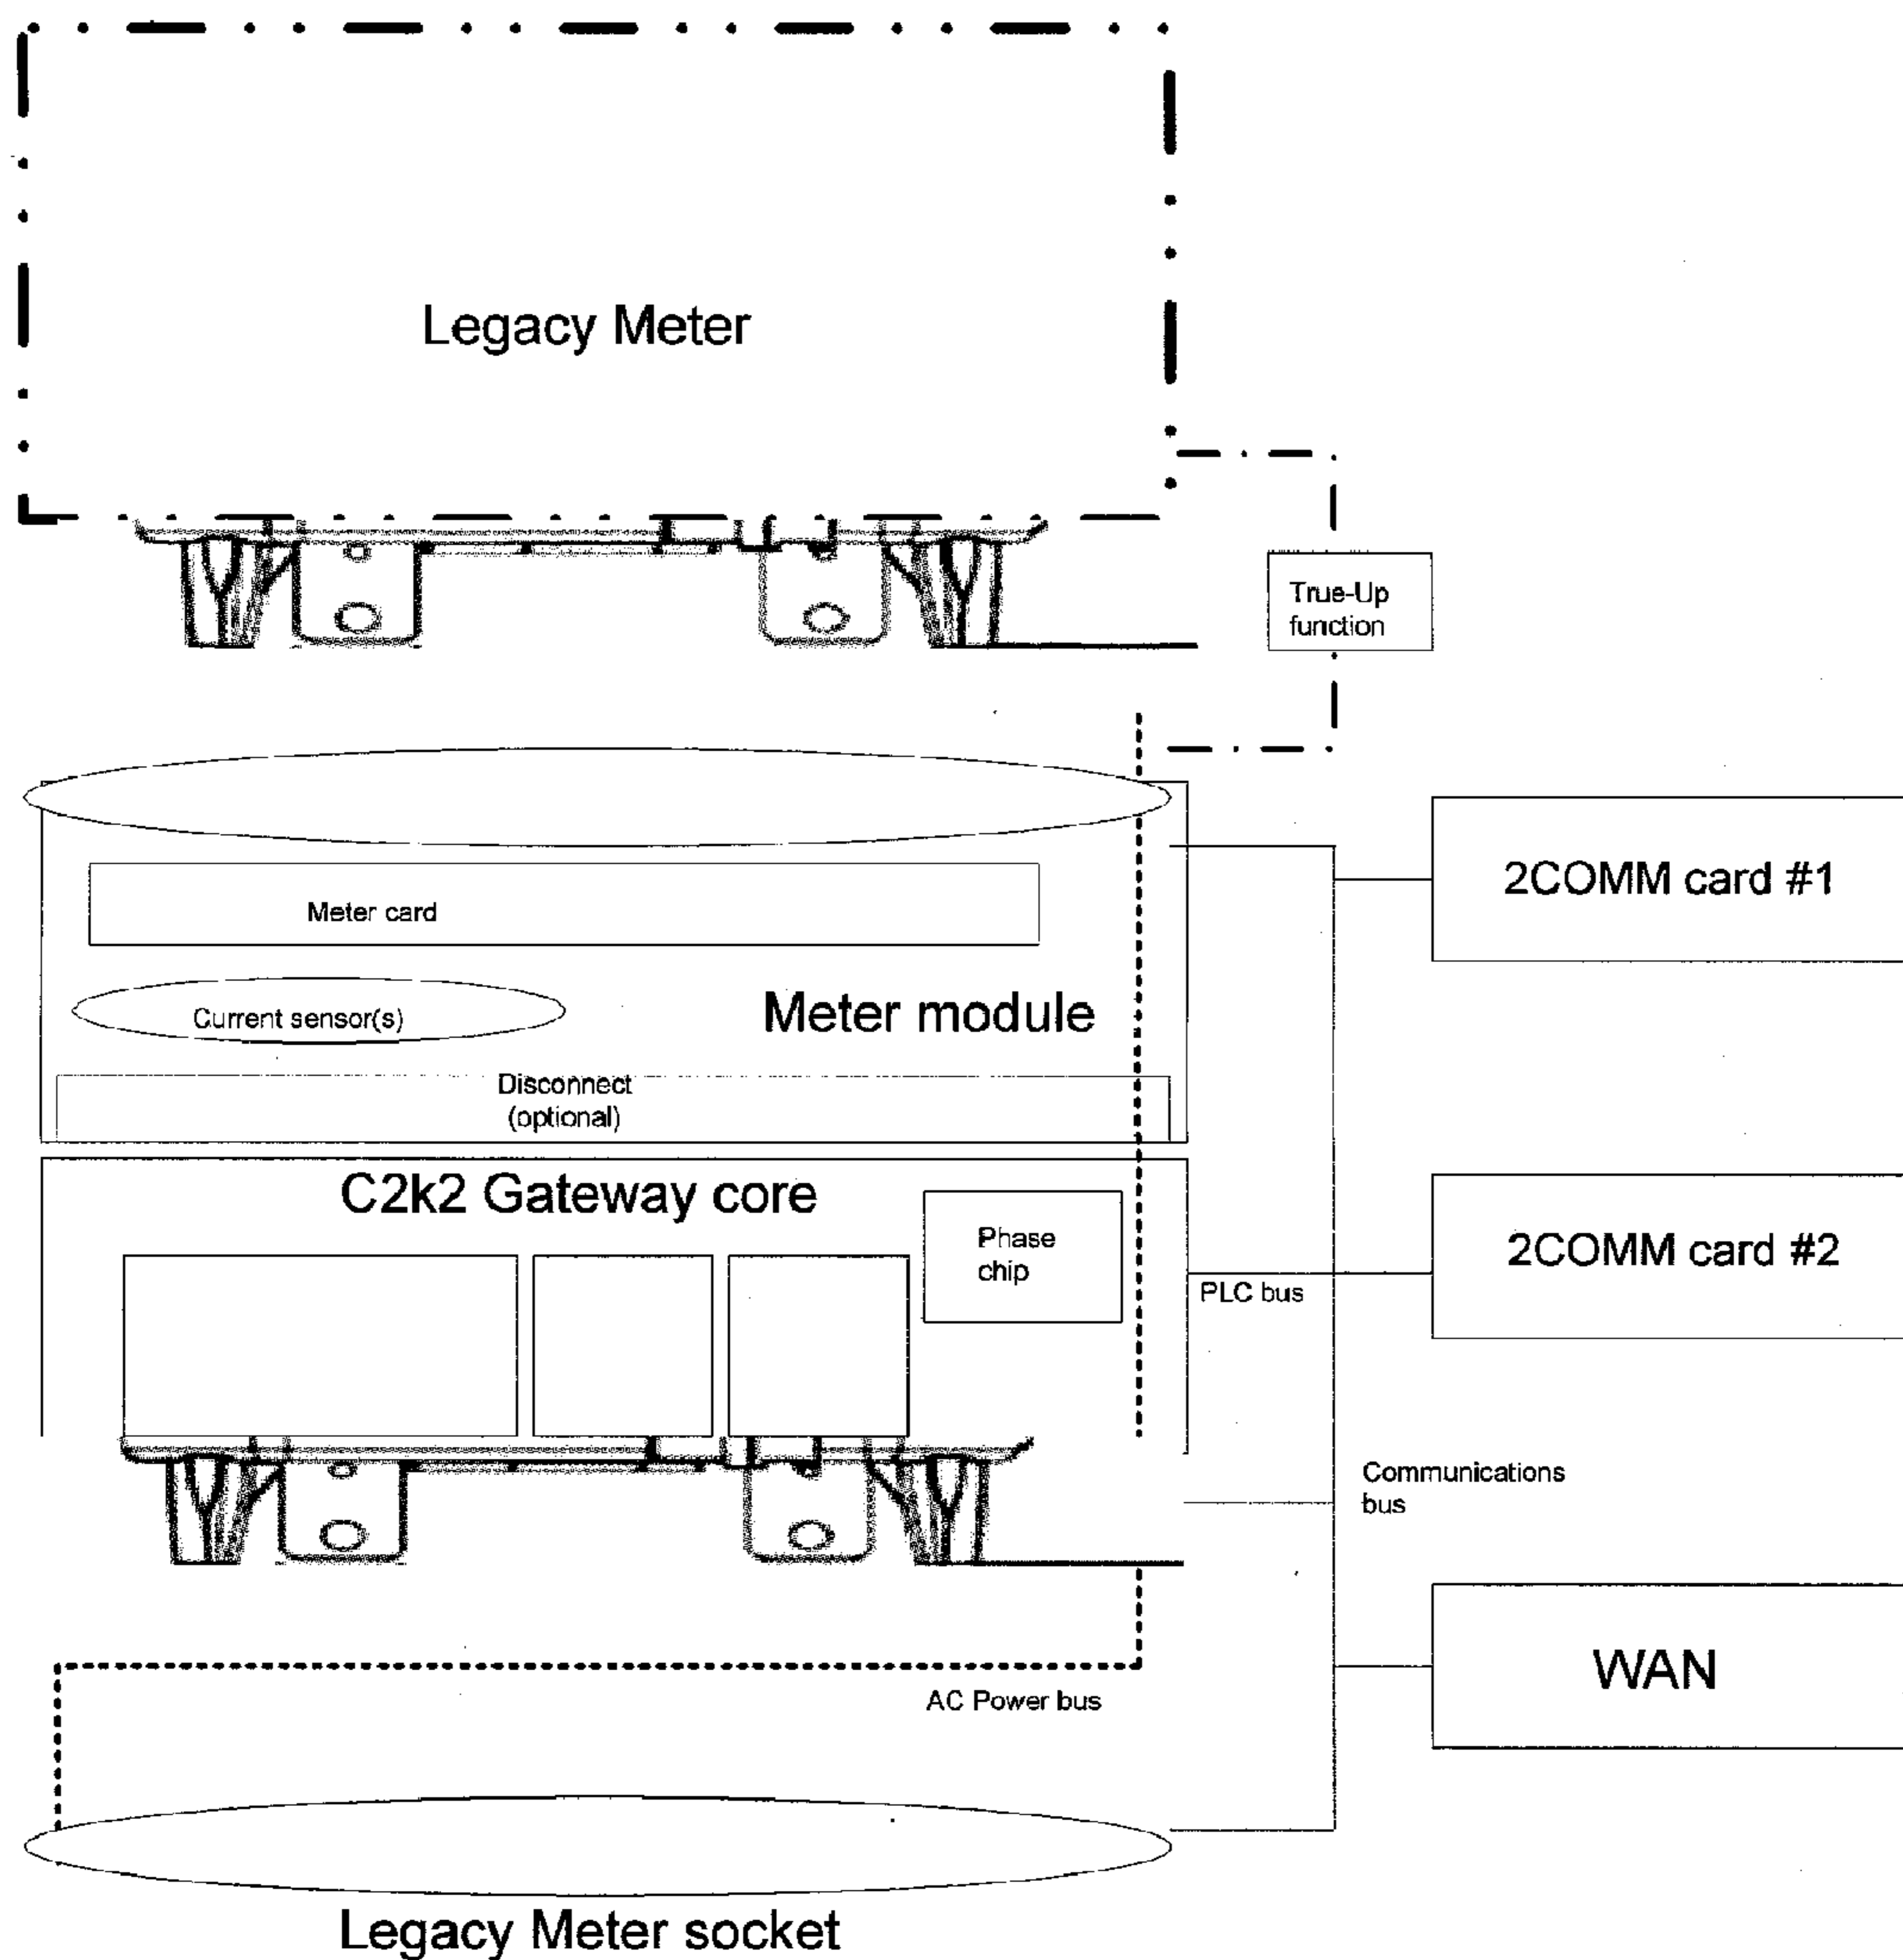 Legacy Meter
True-Up
function
2COMM card #1
Meter card
Current sensor(s)
Meter module
Disconnect
(optional)
C2k2 Gateway core
Phase
chip
2COMM card #2
PLC bus
Communications
bus
WAN
AC Power bus
Legacy Meter socket